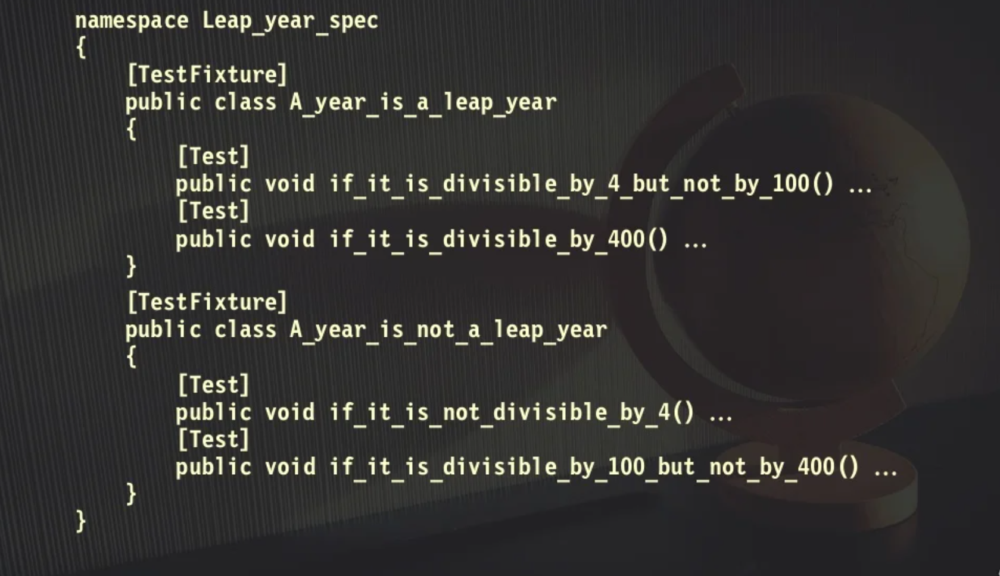 namespace Leap_year_spec
{
[TestFixture]
public class A_year_is_a_leap_year
{
[Test]
public void if_it_is_divisible_by_4_but_not_by_100() ...
[Test]
public void if_it_is_divisible_by_400() ...
}
[TestFixture]
public class A_year_is_not_a_leap_year
{
[Test]
public void if_it_is_not_divisible_by_4() ...
[Test]
public void if_it_is_divisible_by_100_but_not_by_400() ...
}
}